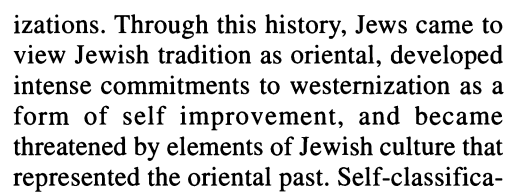 izations. Through this history, Jews came to
view Jewish tradition as oriental, developed
intense commitments to westernization as a
form of self improvement, and became
threatened by elements of Jewish culture that
represented the oriental past. Self-classifica-